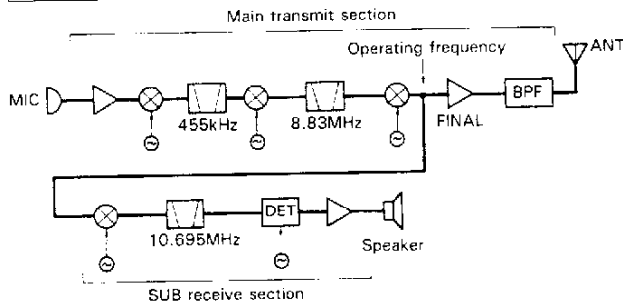 Main transmit section
Operating frequency
ANT
MIC
455kHz
8.83MHz
FINAL
BPF
10.695MHz
DET
Speaker
SUB receive section